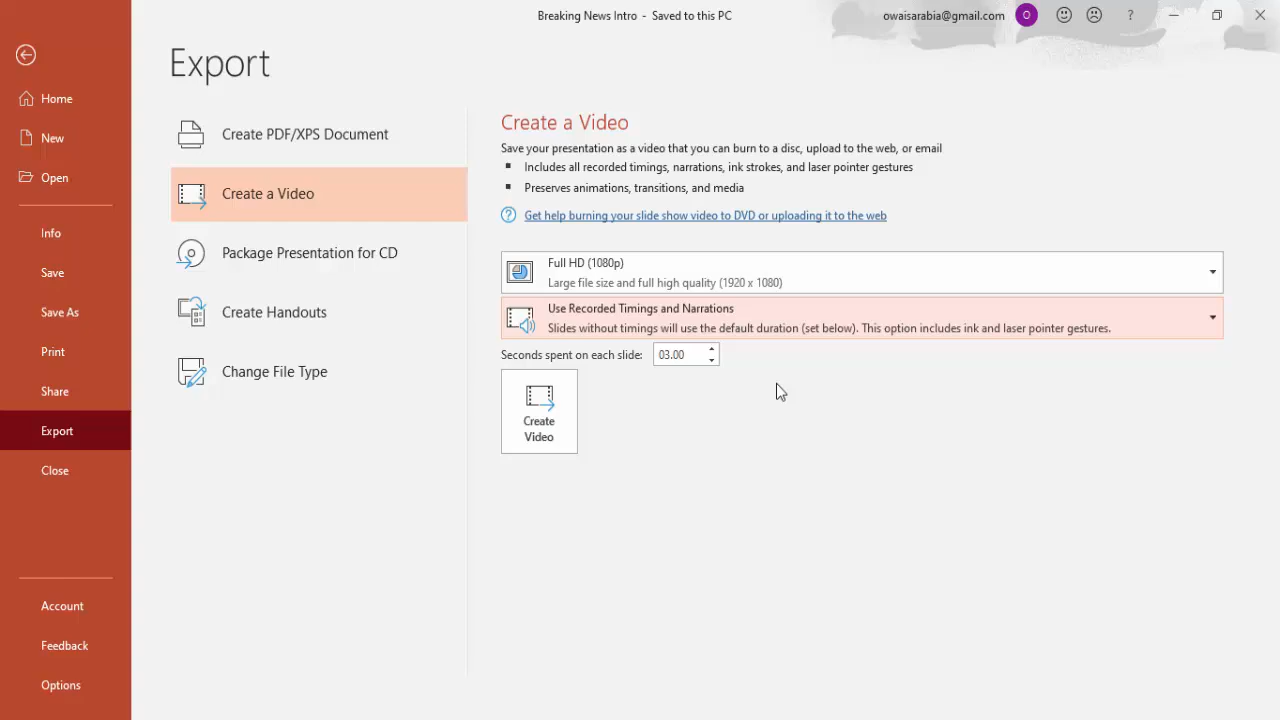 Breaking News Intro - Saved to this PC
owaisarabia@gmail.com
O
?
Export
Home
New
Open
Info
Save
Save As
Print
Share
Export
Close
Account
Feedback
Options
Create PDF/XPS Document
Create a Video
Package Presentation for CD
Create Handouts
Change File Type
Create a Video
Save your presentation as a video that you can burn to a disc, upload to the web, or email
Includes all recorded timings, narrations, ink strokes, and laser pointer gestures
Preserves animations, transitions, and media
? Get help burning your slide show video to DVD or uploading it to the web
Full HD (1080p)
Large file size and full high quality (1920 x 1080)
Use Recorded Timings and Narrations
Slides without timings will use the default duration (set below). This option includes ink and laser pointer gestures.
Seconds spent on each slide: 03.00
Create
Video